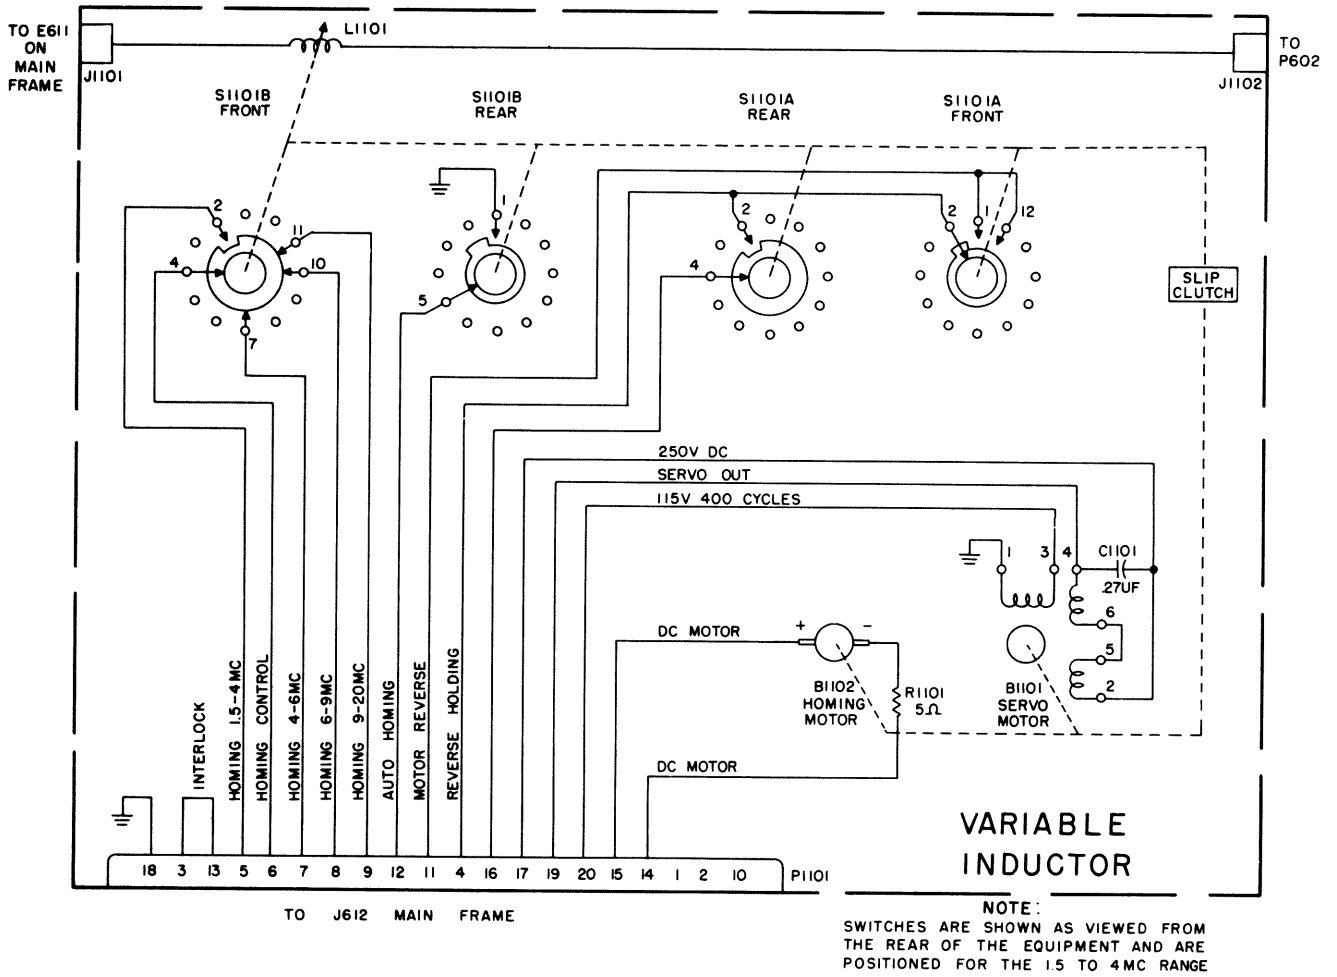 TO E611
ON
MAIN
FRAME
J1101
L1101
TO
P602
J1102
S1101B
FRONT
S1101B
REAR
S1101A
REAR
S1101A
FRONT
2
11
4
10
7
1
5
2
4
2
1
12
SLIP
CLUTCH
250V DC
SERVO OUT
115V 400 CYCLES
1
3
4
C1101
.27UF
6
5
2
DC MOTOR
+
-
B1102
HOMING
MOTOR
R1101
5Ω
B1101
SERVO
MOTOR
DC MOTOR
INTERLOCK
HOMING 1.5-4MC
HOMING CONTROL
HOMING 4-6MC
HOMING 6-9MC
HOMING 9-20MC
AUTO HOMING
MOTOR REVERSE
REVERSE HOLDING
VARIABLE
INDUCTOR
18 3 13 5 6 7 8 9 12 11 4 16 17 19 20 15 14 1 2 10
P1101
TO J612 MAIN FRAME
NOTE:
SWITCHES ARE SHOWN AS VIEWED FROM
THE REAR OF THE EQUIPMENT AND ARE
POSITIONED FOR THE 1.5 TO 4MC RANGE